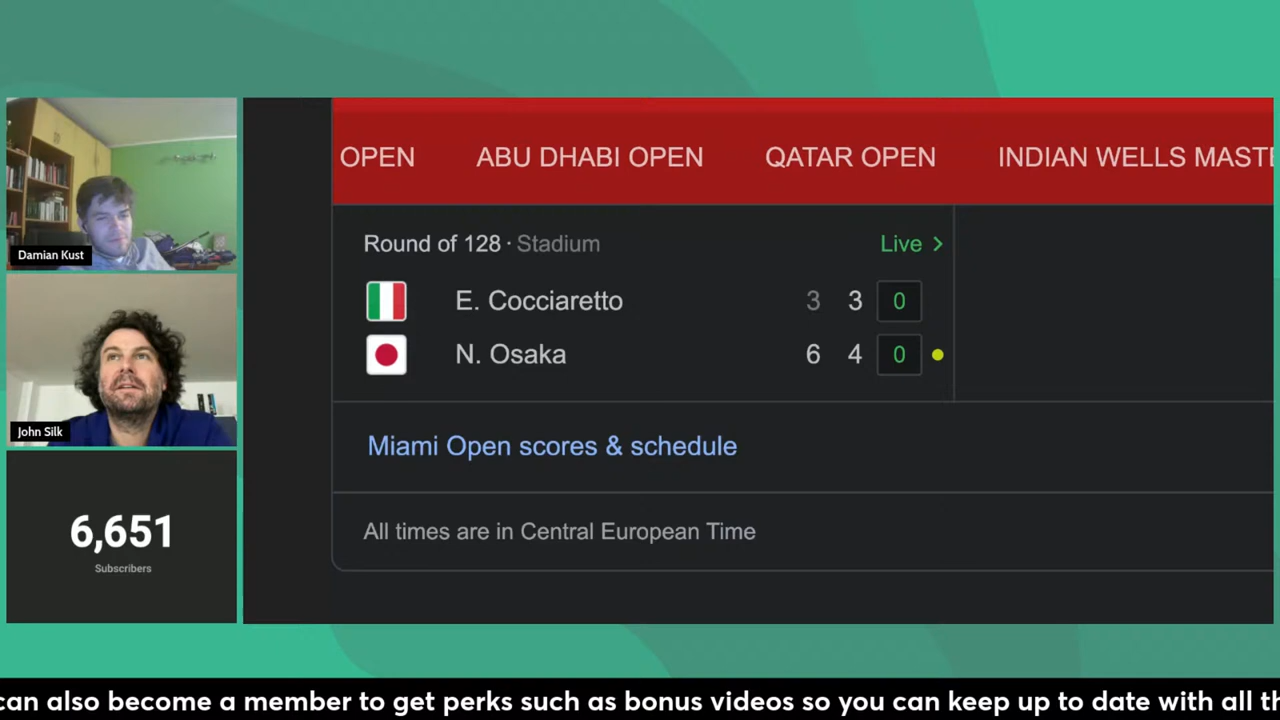 OPEN ABU DHABI OPEN QATAR OPEN INDIAN WELLS MASTE
Round of 128 · Stadium Live >
E. Cocciaretto 3 3 0
N. Osaka 6 4 0
Miami Open scores & schedule
All times are in Central European Time
Damian Kust
John Silk
6,651
Subscribers
can also become a member to get perks such as bonus videos so you can keep up to date with all th